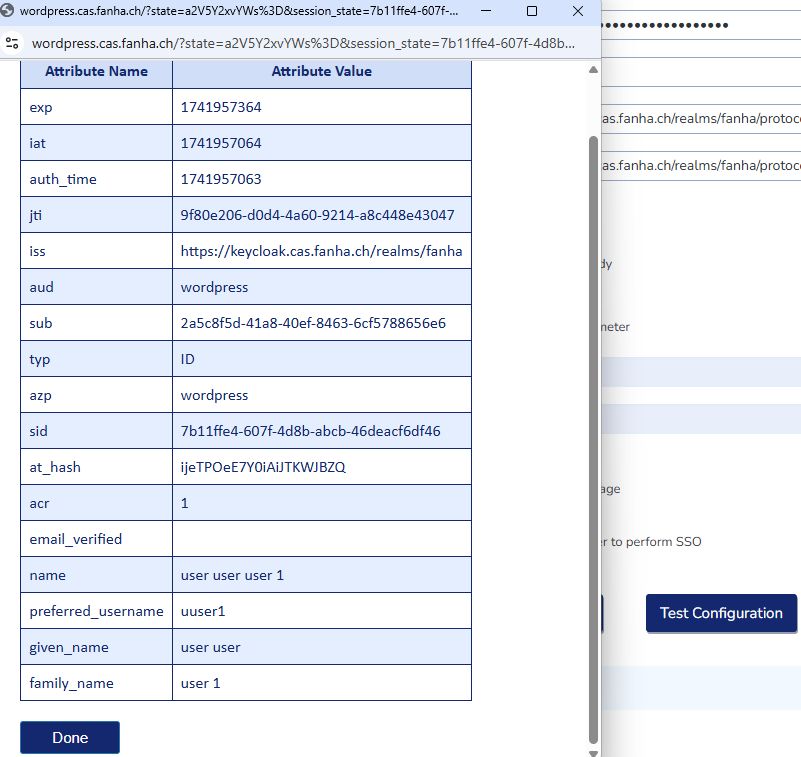 wordpress.cas.fanha.ch/?state=a2V5Y2xvYWs%3D&session_state=7b11ffe4-607f-...
wordpress.cas.fanha.ch/?state=a2V5Y2xvYWs%3D&session_state=7b11ffe4-607f-4d8b...
Attribute Name Attribute Value
exp 1741957364
iat 1741957064
auth_time 1741957063
jti 9f80e206-d0d4-4a60-9214-a8c448e43047
iss https://keycloak.cas.fanha.ch/realms/fanha
aud wordpress
sub 2a5c8f5d-41a8-40ef-8463-6cf5788656e6
typ ID
azp wordpress
sid 7b11ffe4-607f-4d8b-abcb-46deacf6df46
at_hash ijeTPOeE7Y0iAiJTKWJBZQ
acr 1
email_verified
name user user user 1
preferred_username uuser1
given_name user user
family_name user 1
Done
as.fanha.ch/realms/fanha/protoco
as.fanha.ch/realms/fanha/protoco
dy
meter
age
er to perform SSO
Test Configuration